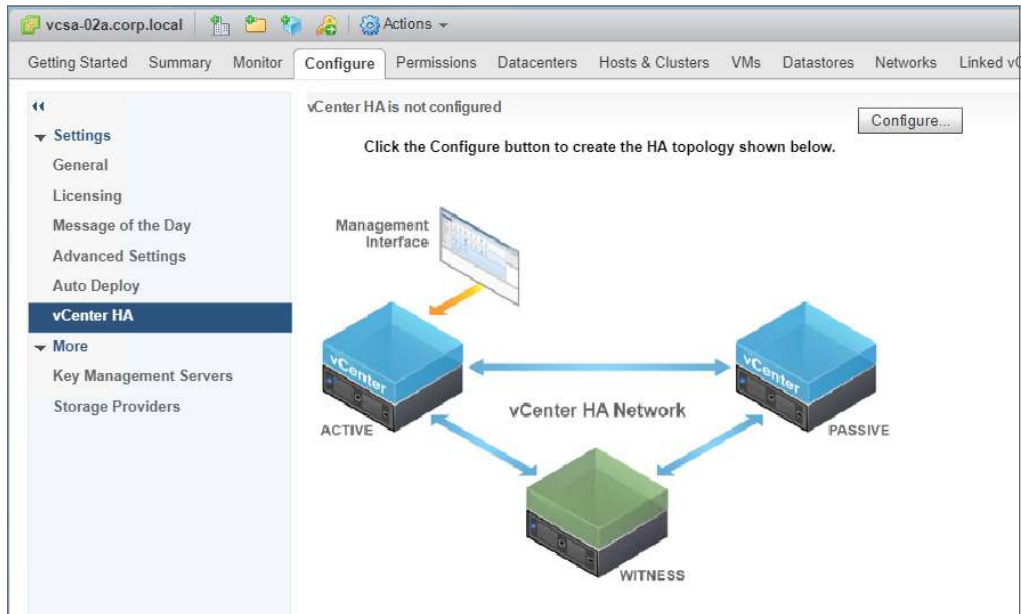 vcsa-02a.corp.local Actions
Getting Started Summary Monitor Configure Permissions Datacenters Hosts & Clusters VMs Datastores Networks Linked
vCenter HA is not configured
Configure...
Click the Configure button to create the HA topology shown below.
Settings
General
Licensing
Message of the Day
Advanced Settings
Auto Deploy
vCenter HA
More
Key Management Servers
Storage Providers
Management
Interface
vCenter
vCenter
vCenter HA Network
ACTIVE
PASSIVE
WITNESS